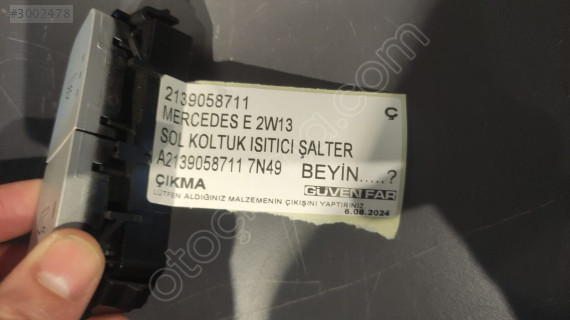 #3002478
2139058711
Ç
MERCEDES E 2W13
SOL KOLTUK ISITICI ŞALTER
A2139058711 7N49 BEYİN.....?
ÇIKMA GÜVEN FAR
LÜTFEN ALDIĞINIZ MALZEMENİN ÇIKIŞINI YAPTIRINIZ
6.08.2024